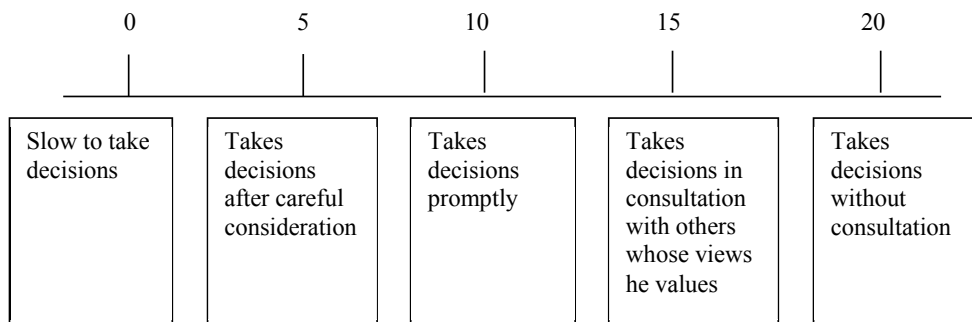 0 5 10 15 20
Slow to take
decisions
Takes
decisions
after careful
consideration
Takes
decisions
promptly
Takes
decisions in
consultation
with others
whose views
he values
Takes
decisions
without
consultation